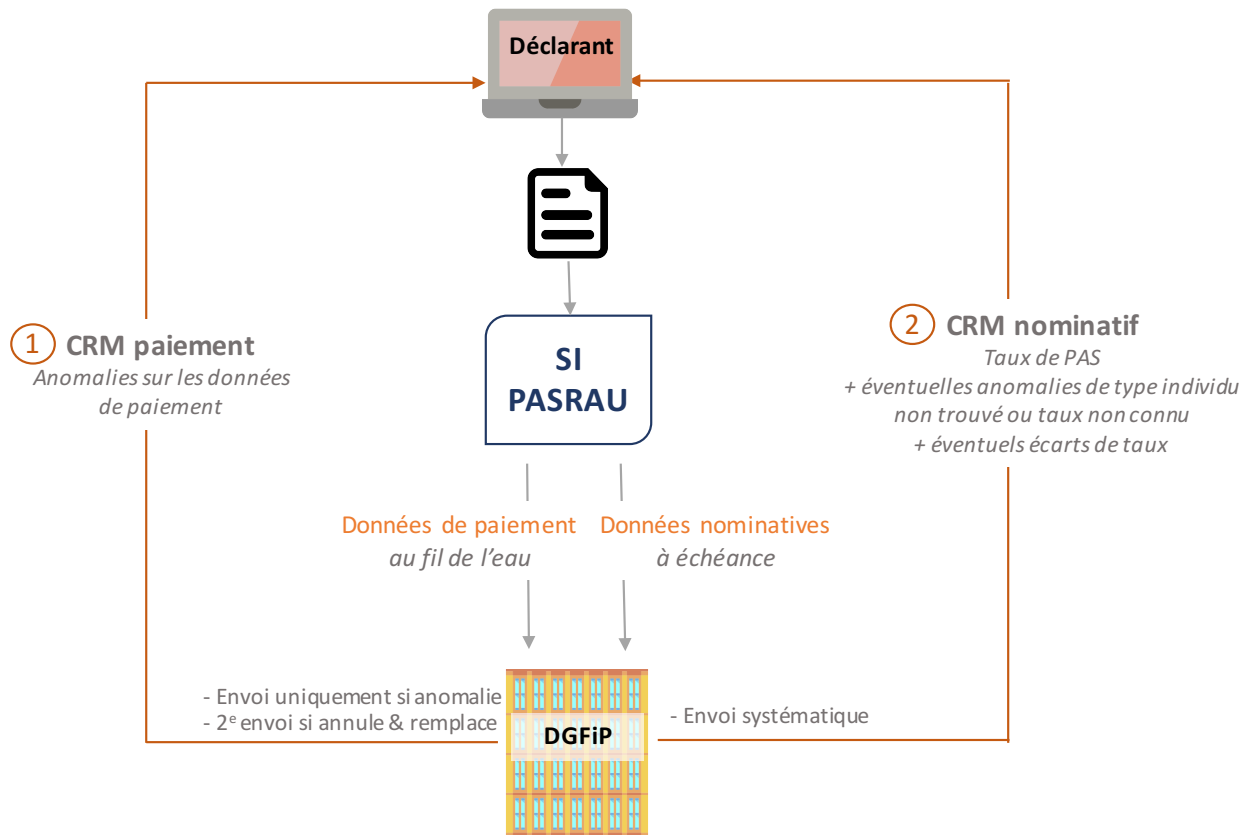 Déclarant
1 CRM paiement
Anomalies sur les données
de paiement
SI
PASRAU
2 CRM nominatif
Taux de PAS
+ éventuelles anomalies de type individu
non trouvé ou taux non connu
+ éventuels écarts de taux
Données de paiement
au fil de l’eau
Données nominatives
à échéance
- Envoi uniquement si anomalie
- 2e envoi si annule & remplace
DGFiP
- Envoi systématique